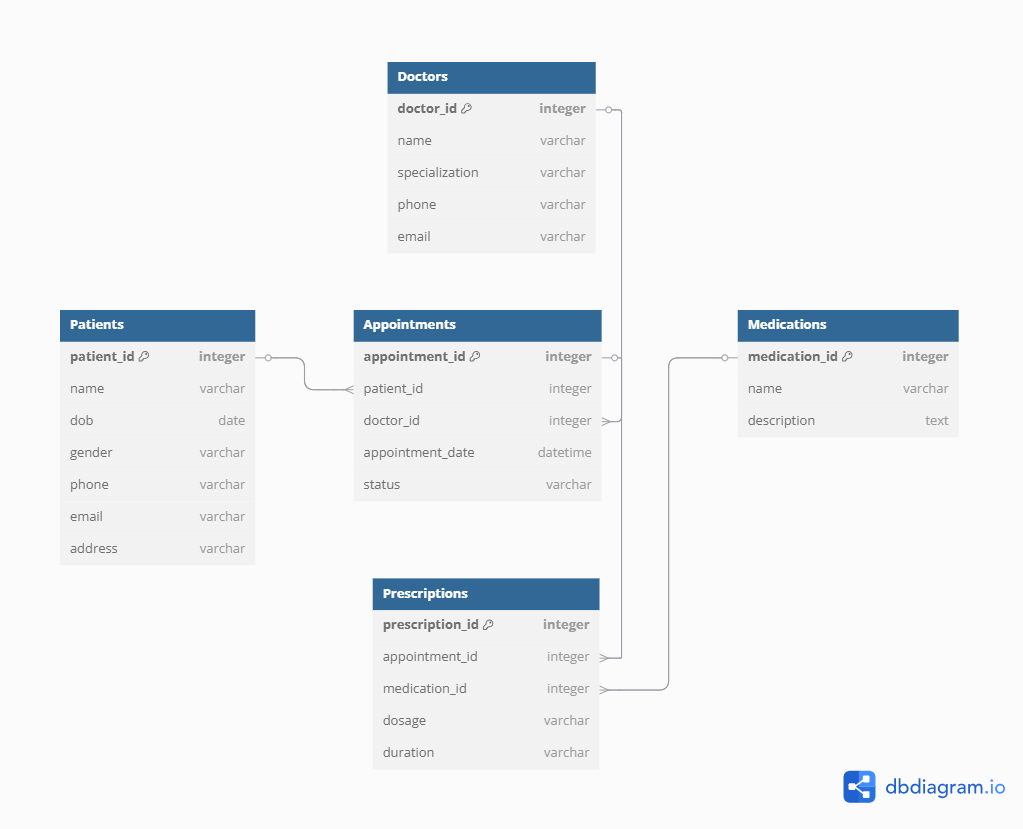 Doctors
doctor_id integer
name varchar
specialization varchar
phone varchar
email varchar
Patients
patient_id integer
name varchar
dob date
gender varchar
phone varchar
email varchar
address varchar
Appointments
appointment_id integer
patient_id integer
doctor_id integer
appointment_date datetime
status varchar
Medications
medication_id integer
name varchar
description text
Prescriptions
prescription_id integer
appointment_id integer
medication_id integer
dosage varchar
duration varchar
dbdiagram.io